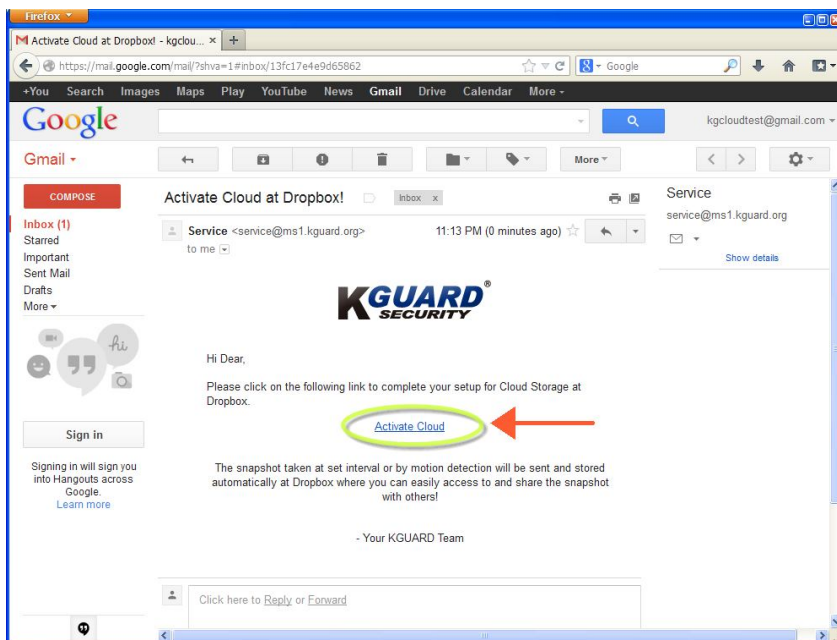 Firefox
Activate Cloud at Dropbox! - kgclou... × +
https://mail.google.com/mail/?shva=1#inbox/13fc17e4e9d65862
Google
+You Search Images Maps Play YouTube News Gmail Drive Calendar More
Google
kgcloudtest@gmail.com
Gmail
More
COMPOSE
Inbox (1)
Starred
Important
Sent Mail
Drafts
More
hi
Sign in
Signing in will sign you
into Hangouts across
Google.
Learn more
Activate Cloud at Dropbox!
Inbox x
Service <service@ms1.kguard.org>
11:13 PM (0 minutes ago)
to me
KGUARD®
SECURITY
Hi Dear,
Please click on the following link to complete your setup for Cloud Storage at
Dropbox.
Activate Cloud
The snapshot taken at set interval or by motion detection will be sent and stored
automatically at Dropbox where you can easily access to and share the snapshot
with others!
- Your KGUARD Team
Click here to Reply or Forward
Service
service@ms1.kguard.org
Show details